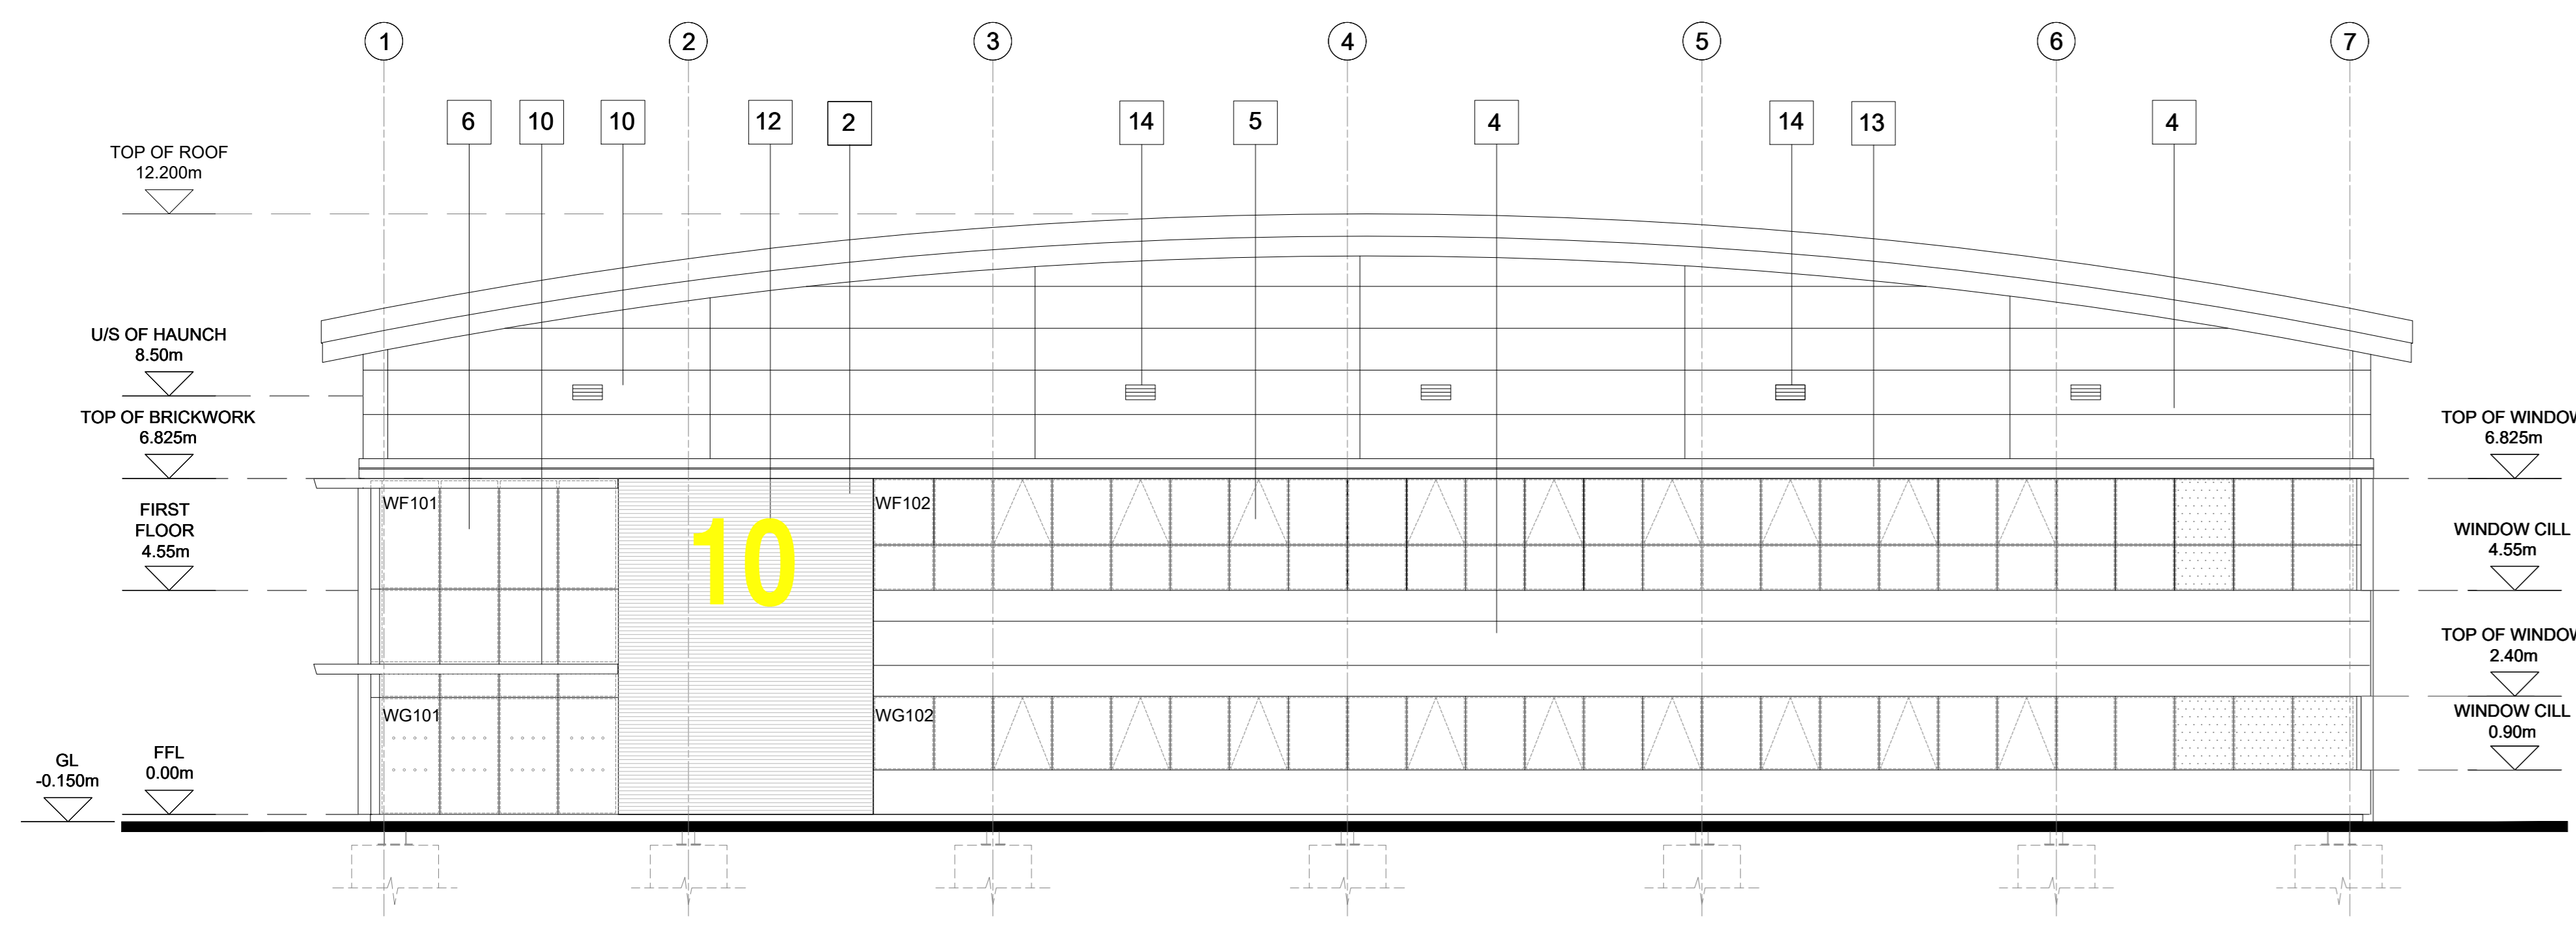 1 2 3 4 5 6 7
6 10 10 12 2 14 5 4 14 13 4
TOP OF ROOF
12.200m
U/S OF HAUNCH
8.50m
TOP OF BRICKWORK
6.825m
FIRST
FLOOR
4.55m
GL
-0.150m
FFL
0.00m
WF101
10
WF102
WG101
WG102
TOP OF WINDOW
6.825m
WINDOW CILL
4.55m
TOP OF WINDOW
2.40m
WINDOW CILL
0.90m